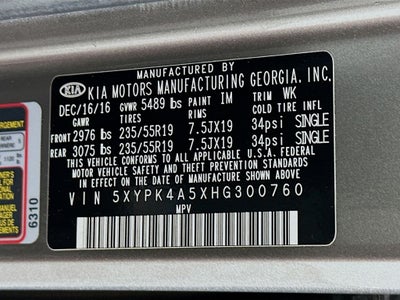 MANUFACTURED BY
KIA KIA MOTORS MANUFACTURING GEORGIA, INC.
DEC/16/16 GVWR 5489 lbs PAINT IM TRIM WK
GAWR TIRES RIMS COLD TIRE INFL
FRONT 2976 lbs 235/55R19 7.5JX19 34psi SINGLE
REAR 3075 lbs 235/55R19 7.5JX19 34psi SINGLE
THIS VEHICLE CONFORMS TO ALL APPLICABLE U.S.A. FEDERAL
MOTOR VEHICLE SAFETY AND THEFT PREVENTION STANDARDS
IN EFFECT ON THE DATE OF MANUFACTURE SHOWN ABOVE.
VIN 5XYPK4A5XHG300760
MPV
6310